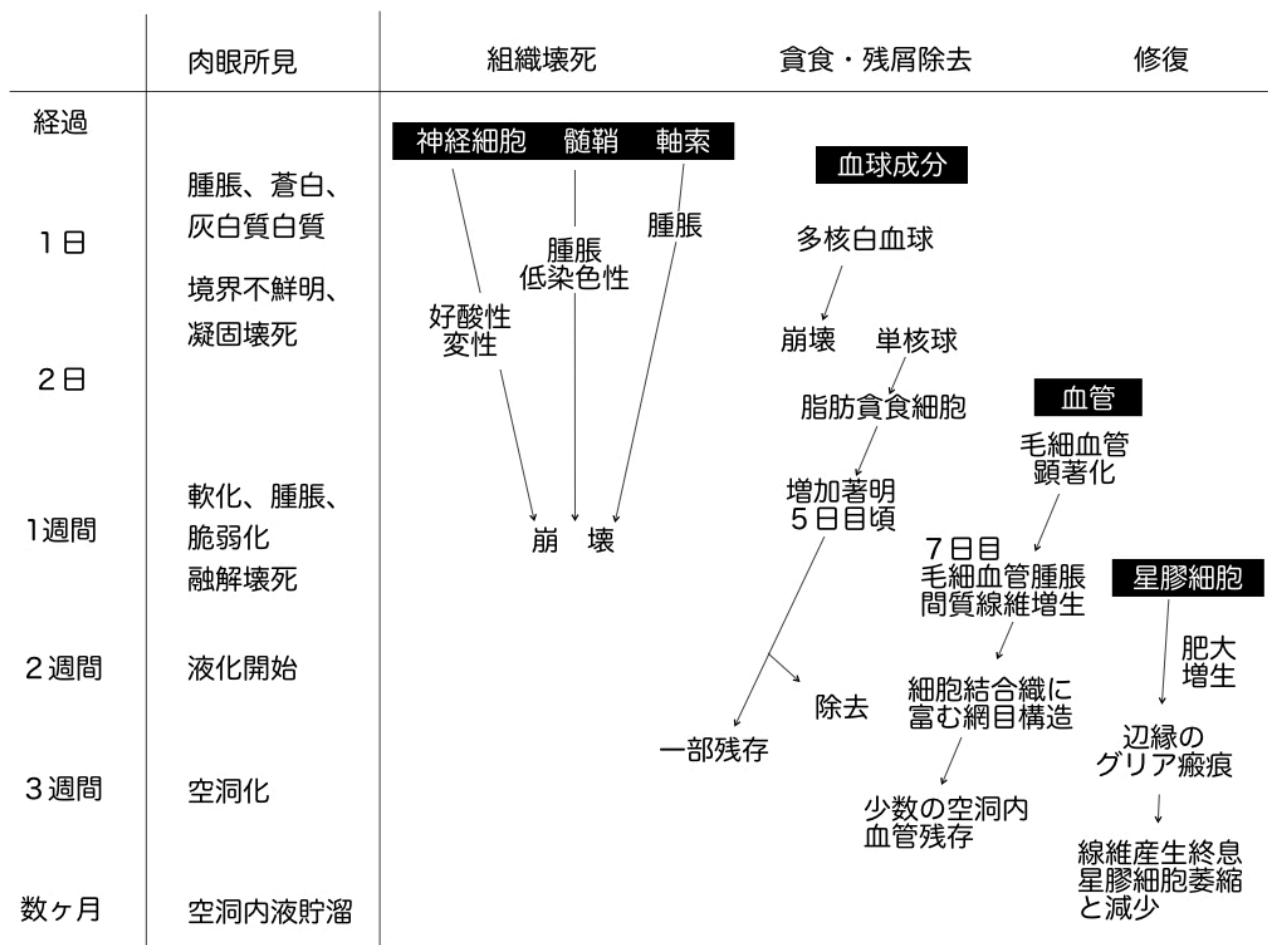 肉眼所見
組織壊死
貪食・残屑除去
修復
経過
神経細胞 髄鞘 軸索
血球成分
腫脹、蒼白、
灰白質白質
境界不鮮明、
凝固壊死
1日
腫脹
腫脹
低染色性
好酸性
変性
多核白血球
崩壊
単核球
2日
脂肪貪食細胞
血管
毛細血管
顕著化
1週間
軟化、腫脹、
脆弱化
融解壊死
崩 壊
増加著明
5日目頃
7日目
毛細血管腫脹
間質線維増生
星膠細胞
2週間
液化開始
除去
一部残存
細胞結合織に
富む網目構造
肥大
増生
辺縁の
グリア瘢痕
3週間
空洞化
少数の空洞内
血管残存
線維産生終息
星膠細胞萎縮
と減少
数ヶ月
空洞内液貯溜